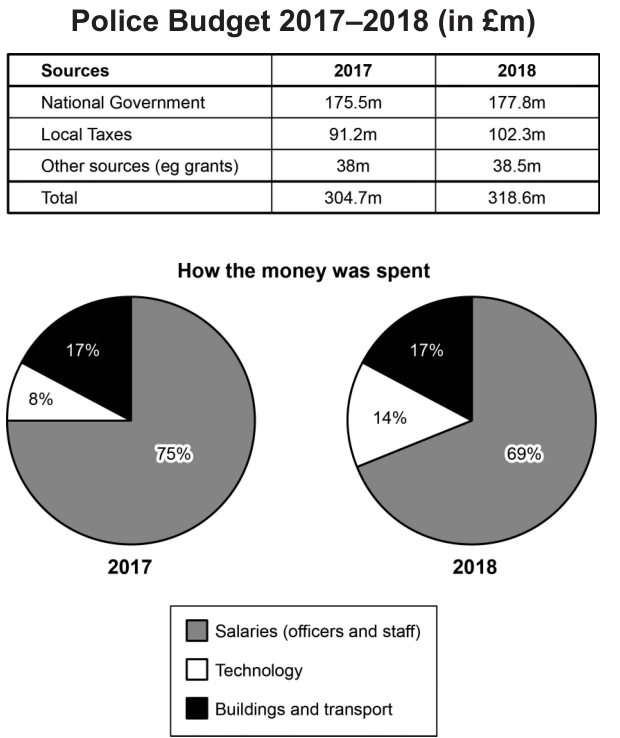 Police Budget 2017–2018 (in £m)
Sources 2017 2018
National Government 175.5m 177.8m
Local Taxes 91.2m 102.3m
Other sources (eg grants) 38m 38.5m
Total 304.7m 318.6m
How the money was spent
17% 17%
8% 14%
75% 69%
2017 2018
Salaries (officers and staff)
Technology
Buildings and transport